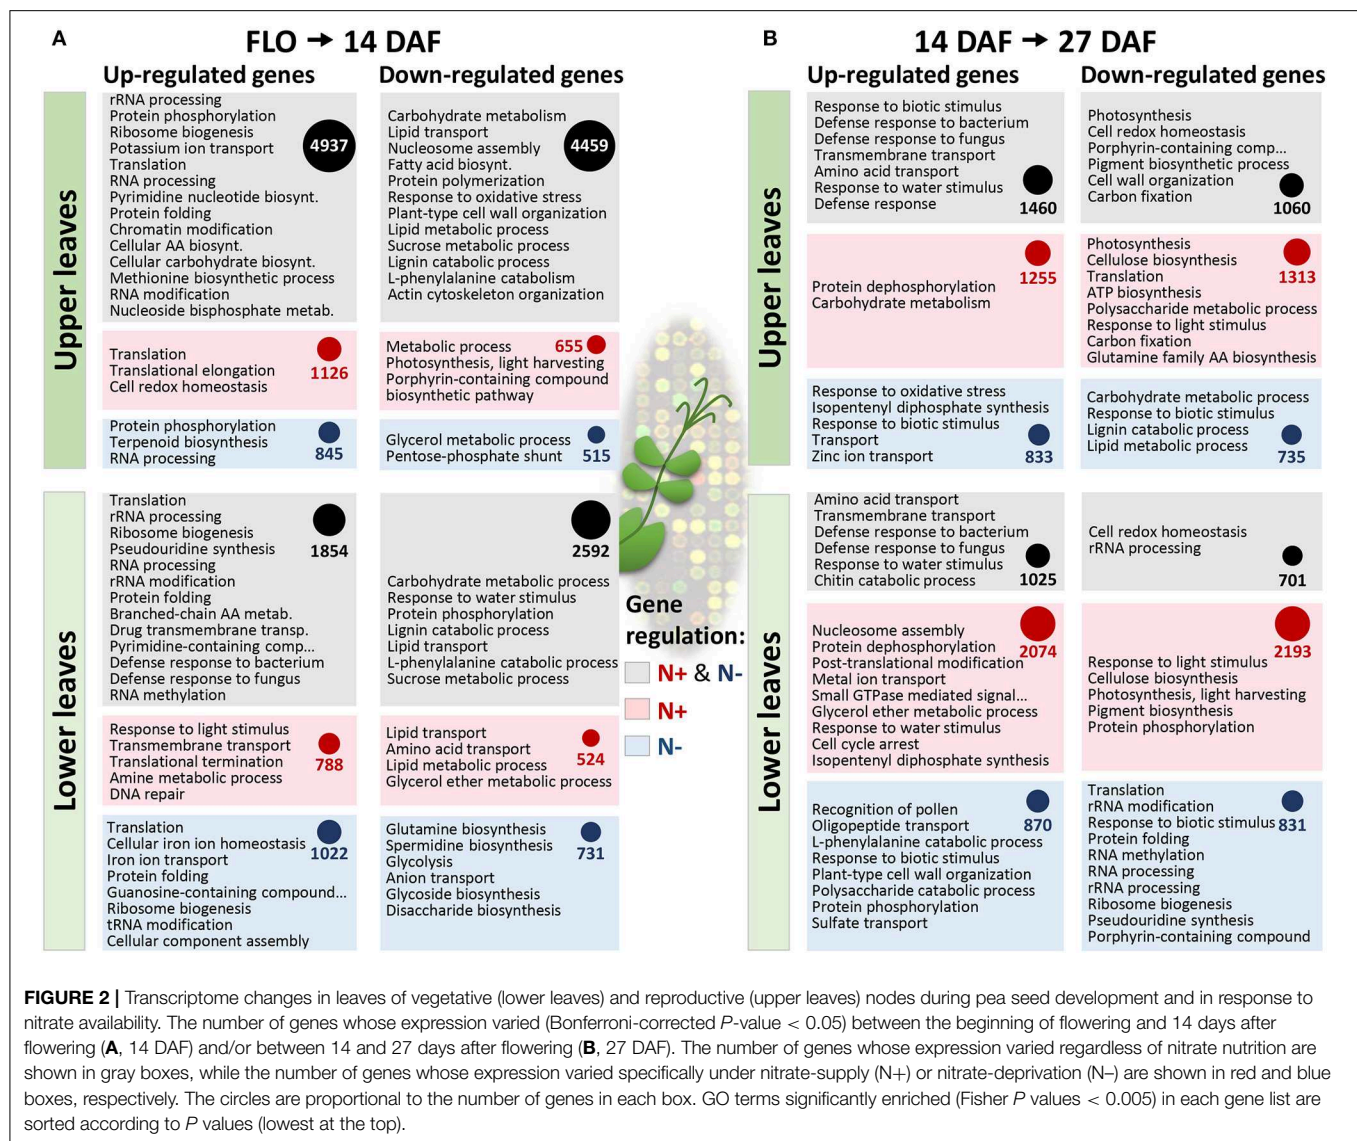 A
FLO → 14 DAF
Up-regulated genes
Down-regulated genes
Upper leaves
rRNA processing
Protein phosphorylation
Ribosome biogenesis
Potassium ion transport
Translation
RNA processing
Pyrimidine nucleotide biosynt.
Protein folding
Chromatin modification
Cellular AA biosynt.
Cellular carbohydrate biosynt.
Methionine biosynthetic process
RNA modification
Nucleoside bisphosphate metab.
4937
Carbohydrate metabolism
Lipid transport
Nucleosome assembly
Fatty acid biosynt.
Protein polymerization
Response to oxidative stress
Plant-type cell wall organization
Lipid metabolic process
Sucrose metabolic process
Lignin catabolic process
L-phenylalanine catabolism
Actin cytoskeleton organization
4459
Translation
Translational elongation
Cell redox homeostasis
1126
Metabolic process
Photosynthesis, light harvesting
Porphyrin-containing compound
biosynthetic pathway
655
Protein phosphorylation
Terpenoid biosynthesis
RNA processing
845
Glycerol metabolic process
Pentose-phosphate shunt
515
Lower leaves
Translation
rRNA processing
Ribosome biogenesis
Pseudouridine synthesis
RNA processing
rRNA modification
Protein folding
Branched-chain AA metab.
Drug transmembrane transp.
Pyrimidine-containing comp...
Defense response to bacterium
Defense response to fungus
RNA methylation
1854
2592
Carbohydrate metabolic process
Response to water stimulus
Protein phosphorylation
Lignin catabolic process
Lipid transport
L-phenylalanine catabolic process
Sucrose metabolic process
Response to light stimulus
Transmembrane transport
Translational termination
Amine metabolic process
DNA repair
788
Lipid transport
Amino acid transport
Lipid metabolic process
Glycerol ether metabolic process
524
Translation
Cellular iron ion homeostasis
Iron ion transport
Protein folding
Guanosine-containing compound...
Ribosome biogenesis
tRNA modification
Cellular component assembly
1022
Glutamine biosynthesis
Spermidine biosynthesis
Glycolysis
Anion transport
Glycoside biosynthesis
Disaccharide biosynthesis
731
Gene
regulation:
N+ & N-
N+
N-
B
14 DAF → 27 DAF
Up-regulated genes
Down-regulated genes
Upper leaves
Response to biotic stimulus
Defense response to bacterium
Defense response to fungus
Transmembrane transport
Amino acid transport
Response to water stimulus
Defense response
1460
Photosynthesis
Cell redox homeostasis
Porphyrin-containing comp...
Pigment biosynthetic process
Cell wall organization
Carbon fixation
1060
Protein dephosphorylation
Carbohydrate metabolism
1255
Photosynthesis
Cellulose biosynthesis
Translation
ATP biosynthesis
Polysaccharide metabolic process
Response to light stimulus
Carbon fixation
Glutamine family AA biosynthesis
1313
Response to oxidative stress
Isopentenyl diphosphate synthesis
Response to biotic stimulus
Transport
Zinc ion transport
833
Carbohydrate metabolic process
Response to biotic stimulus
Lignin catabolic process
Lipid metabolic process
735
Lower leaves
Amino acid transport
Transmembrane transport
Defense response to bacterium
Defense response to fungus
Response to water stimulus
Chitin catabolic process
1025
Cell redox homeostasis
rRNA processing
701
Nucleosome assembly
Protein dephosphorylation
Post-translational modification
Metal ion transport
Small GTPase mediated signal...
Glycerol ether metabolic process
Response to water stimulus
Cell cycle arrest
Isopentenyl diphosphate synthesis
2074
Response to light stimulus
Cellulose biosynthesis
Photosynthesis, light harvesting
Pigment biosynthesis
Protein phosphorylation
2193
Recognition of pollen
Oligopeptide transport
L-phenylalanine catabolic process
Response to biotic stimulus
Plant-type cell wall organization
Polysaccharide catabolic process
Protein phosphorylation
Sulfate transport
870
Translation
rRNA modification
Response to biotic stimulus
Protein folding
RNA methylation
RNA processing
rRNA processing
Ribosome biogenesis
Pseudouridine synthesis
Porphyrin-containing compound
831
FIGURE 2 | Transcriptome changes in leaves of vegetative (lower leaves) and reproductive (upper leaves) nodes during pea seed development and in response to
nitrate availability. The number of genes whose expression varied (Bonferroni-corrected P-value < 0.05) between the beginning of flowering and 14 days after
flowering (A, 14 DAF) and/or between 14 and 27 days after flowering (B, 27 DAF). The number of genes whose expression varied regardless of nitrate nutrition are
shown in gray boxes, while the number of genes whose expression varied specifically under nitrate-supply (N+) or nitrate-deprivation (N–) are shown in red and blue
boxes, respectively. The circles are proportional to the number of genes in each box. GO terms significantly enriched (Fisher P values < 0.005) in each gene list are
sorted according to P values (lowest at the top).